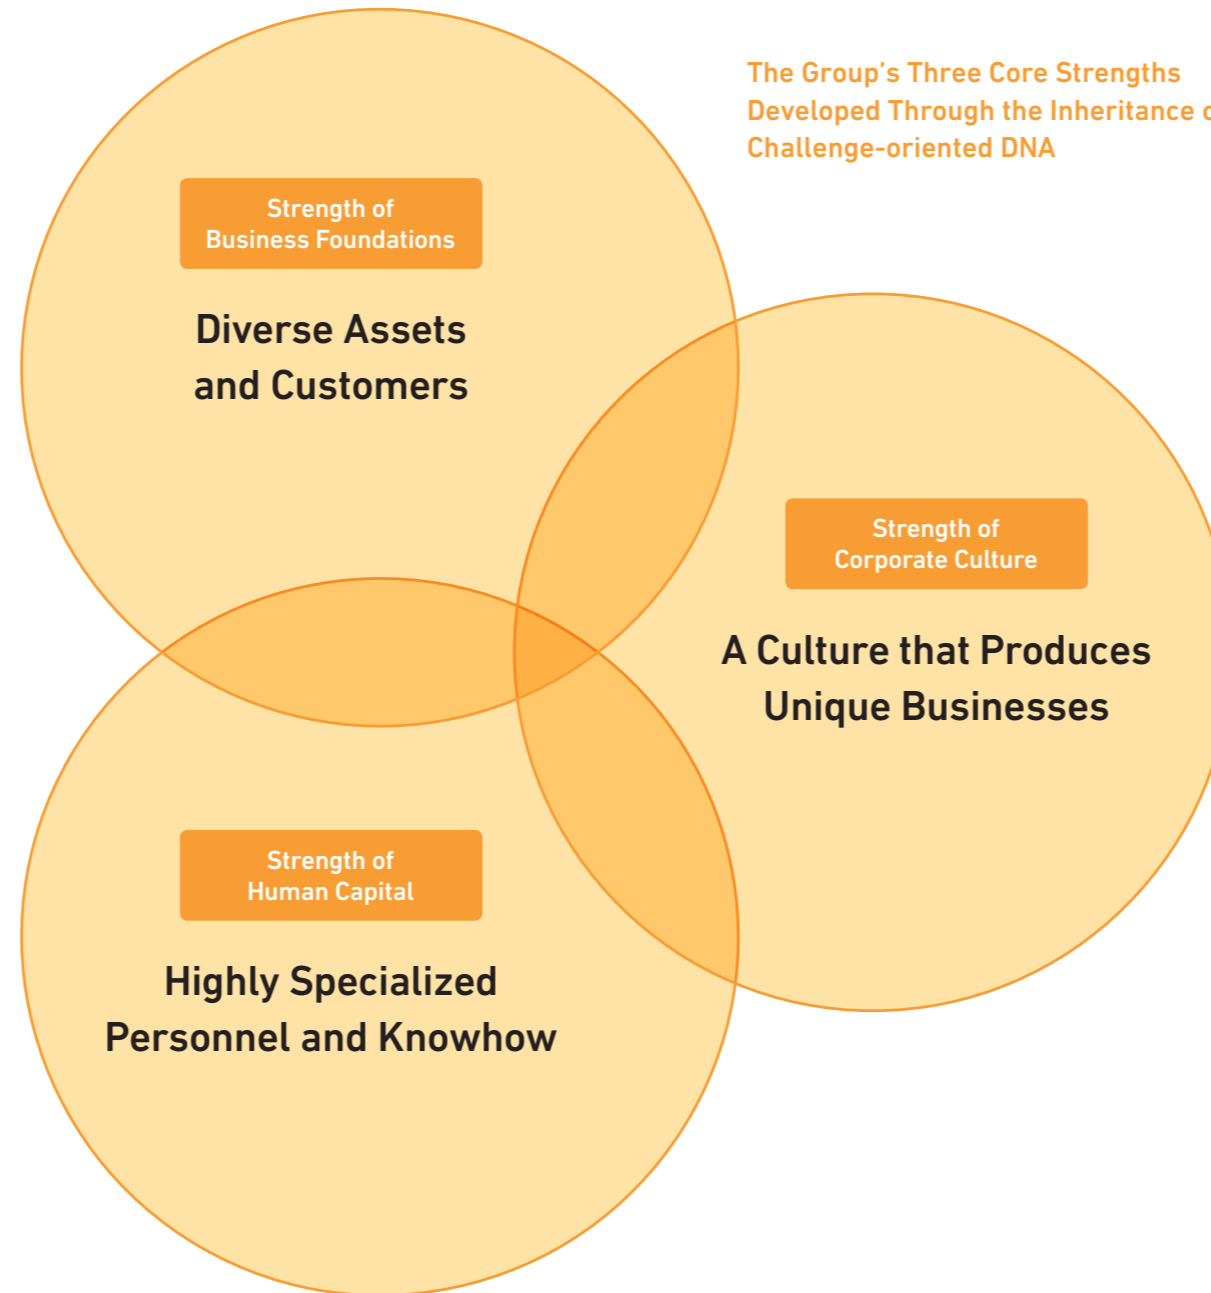 The Group's Three Core Strengths
Developed Through the Inheritance
Challenge-oriented DNA
Strength of
Business Foundations
Diverse Assets
and Customers
Strength of
Corporate Culture
A Culture that Produces
Unique Businesses
Strength of
Human Capital
Highly Specialized
Personnel and Knowhow